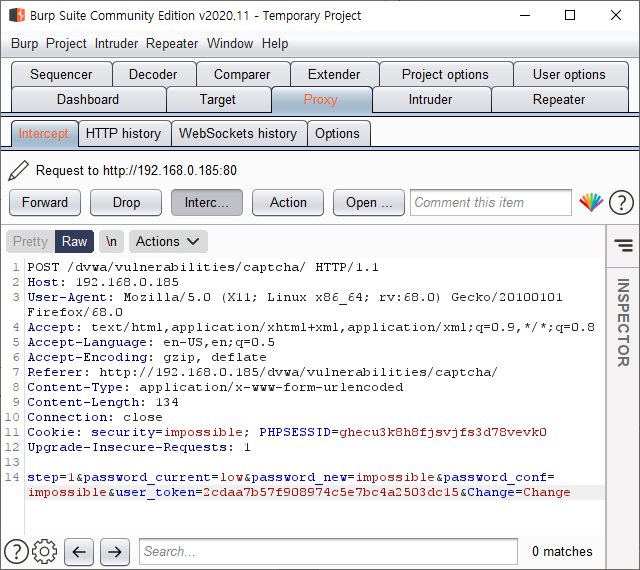 Burp Suite Community Edition v2020.11 - Temporary Project
Burp Project Intruder Repeater Window Help
Sequencer Decoder Comparer Extender Project options User options
Dashboard Target Proxy Intruder Repeater
Intercept HTTP history WebSockets history Options
Request to http://192.168.0.185:80
Forward Drop Interc... Action Open ... Comment this item ?
Pretty Raw \n Actions
INSPECTOR
1 POST /dvwa/vulnerabilities/captcha/ HTTP/1.1
2 Host: 192.168.0.185
3 User-Agent: Mozilla/5.0 (X11; Linux x86_64; rv:68.0) Gecko/20100101
Firefox/68.0
4 Accept: text/html,application/xhtml+xml,application/xml;q=0.9,*/*;q=0.8
5 Accept-Language: en-US,en;q=0.5
6 Accept-Encoding: gzip, deflate
7 Referer: http://192.168.0.185/dvwa/vulnerabilities/captcha/
8 Content-Type: application/x-www-form-urlencoded
9 Content-Length: 134
10 Connection: close
11 Cookie: security=impossible; PHPSESSID=ghecu3k8h8fjsvjfs3d78vevk0
12 Upgrade-Insecure-Requests: 1
13
14 step=1&password_current=low&password_new=impossible&password_conf=
impossible&user_token=2cdaa7b57f908974c5e7bc4a2503dc15&Change=Change
? Search... 0 matches